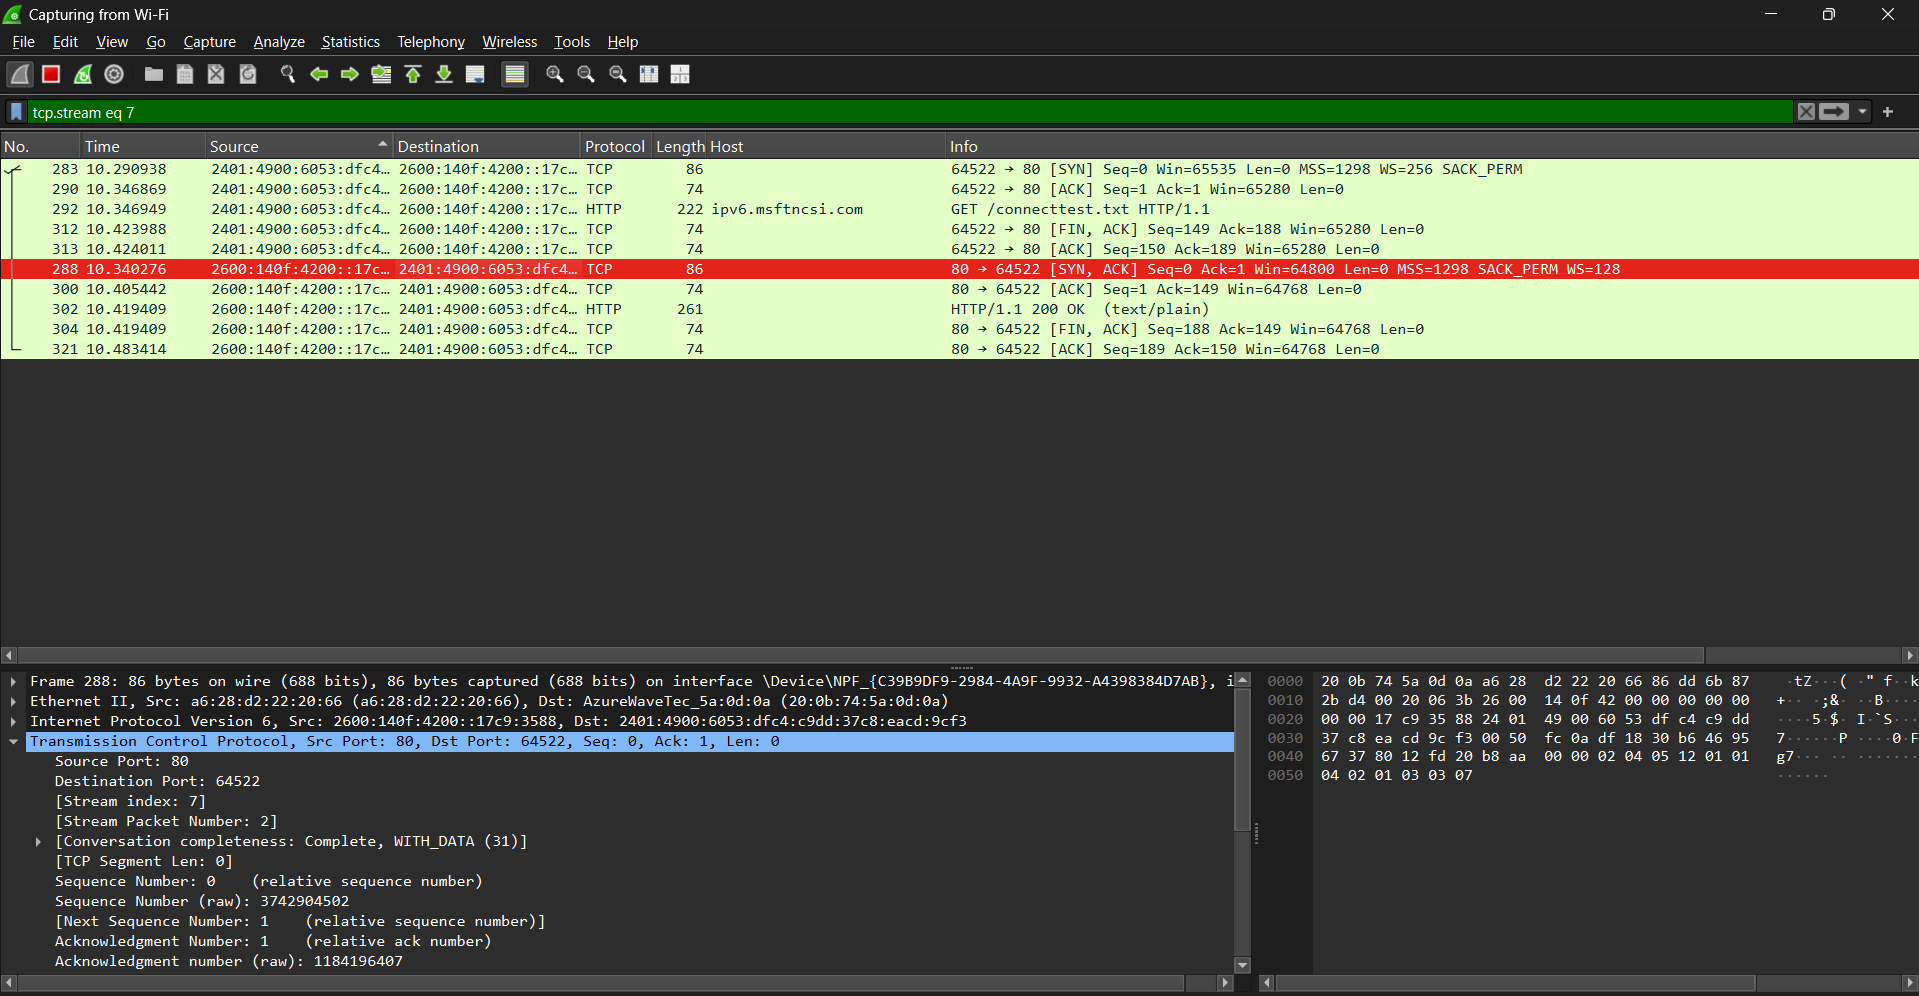 Capturing from Wi-Fi
File Edit View Go Capture Analyze Statistics Telephony Wireless Tools Help
tcp.stream eq 7
No. Time Source Destination Protocol Length Host Info
283 10.290938 2401:4900:6053:dfc4… 2600:140f:4200::17c… TCP 86 64522 → 80 [SYN] Seq=0 Win=65535 Len=0 MSS=1298 WS=256 SACK_PERM
290 10.346869 2401:4900:6053:dfc4… 2600:140f:4200::17c… TCP 74 64522 → 80 [ACK] Seq=1 Ack=1 Win=65280 Len=0
292 10.346949 2401:4900:6053:dfc4… 2600:140f:4200::17c… HTTP 222 ipv6.msftncsi.com GET /connecttest.txt HTTP/1.1
312 10.423988 2401:4900:6053:dfc4… 2600:140f:4200::17c… TCP 74 64522 → 80 [FIN, ACK] Seq=149 Ack=188 Win=65280 Len=0
313 10.424011 2401:4900:6053:dfc4… 2600:140f:4200::17c… TCP 74 64522 → 80 [ACK] Seq=150 Ack=189 Win=65280 Len=0
288 10.340276 2600:140f:4200::17c… 2401:4900:6053:dfc4… TCP 86 80 → 64522 [SYN, ACK] Seq=0 Ack=1 Win=64800 Len=0 MSS=1298 SACK_PERM WS=128
300 10.405442 2600:140f:4200::17c… 2401:4900:6053:dfc4… TCP 74 80 → 64522 [ACK] Seq=1 Ack=149 Win=64768 Len=0
302 10.419409 2600:140f:4200::17c… 2401:4900:6053:dfc4… HTTP 261 HTTP/1.1 200 OK (text/plain)
304 10.419409 2600:140f:4200::17c… 2401:4900:6053:dfc4… TCP 74 80 → 64522 [FIN, ACK] Seq=188 Ack=149 Win=64768 Len=0
321 10.483414 2600:140f:4200::17c… 2401:4900:6053:dfc4… TCP 74 80 → 64522 [ACK] Seq=189 Ack=150 Win=64768 Len=0
Frame 288: 86 bytes on wire (688 bits), 86 bytes captured (688 bits) on interface \Device\NPF_{C39B9DF9-2984-4A9F-9932-A4398384D7AB}, i
Ethernet II, Src: a6:28:d2:22:20:66 (a6:28:d2:22:20:66), Dst: AzureWaveTec_5a:0d:0a (20:0b:74:5a:0d:0a)
Internet Protocol Version 6, Src: 2600:140f:4200::17c9:3588, Dst: 2401:4900:6053:dfc4:c9dd:37c8:eacd:9cf3
Transmission Control Protocol, Src Port: 80, Dst Port: 64522, Seq: 0, Ack: 1, Len: 0
Source Port: 80
Destination Port: 64522
[Stream index: 7]
[Stream Packet Number: 2]
[Conversation completeness: Complete, WITH_DATA (31)]
[TCP Segment Len: 0]
Sequence Number: 0 (relative sequence number)
Sequence Number (raw): 3742904502
[Next Sequence Number: 1 (relative sequence number)]
Acknowledgment Number: 1 (relative ack number)
Acknowledgment number (raw): 1184196407
0000 20 0b 74 5a 0d 0a a6 28 d2 22 20 66 86 dd 6b 87 ·tZ···( ·" f··k
0010 2b d4 00 20 06 3b 26 00 14 0f 42 00 00 00 00 00 +·· ·;&· ··B····
0020 00 00 17 c9 35 88 24 01 49 00 60 53 df c4 c9 dd ····5·$· I·`S···
0030 37 c8 ea cd 9c f3 00 50 fc 0a df 18 30 b6 46 95 7······P ····0·F
0040 67 37 80 12 fd 20 b8 aa 00 00 02 04 05 12 01 01 g7··· ·· ·······
0050 04 02 01 03 03 07 ······